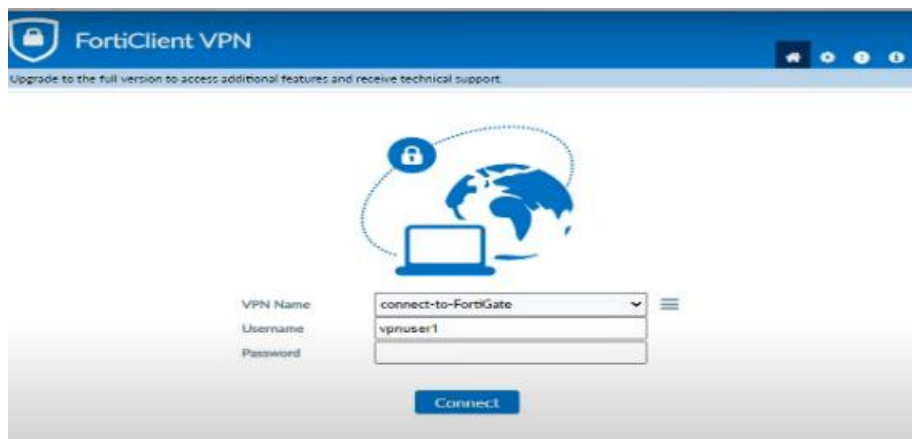 FortiClient VPN
Upgrade to the full version to access additional features and receive technical support.
VPN Name connect-to-FortiGate
Username vpnuser1
Password
Connect